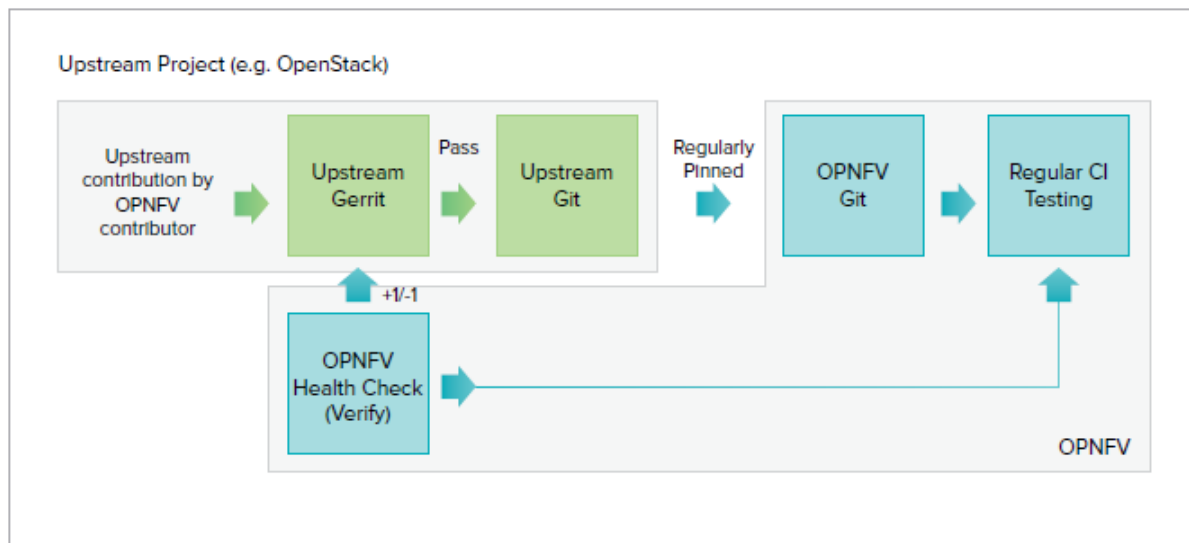 Upstream Project (e.g. OpenStack)
Upstream
contribution by
OPNFV
contributor
Upstream
Gerrit
Pass
Upstream
Git
Regularly
Pinned
OPNFV
Git
Regular CI
Testing
+1/-1
OPNFV
Health Check
(Verify)
OPNFV